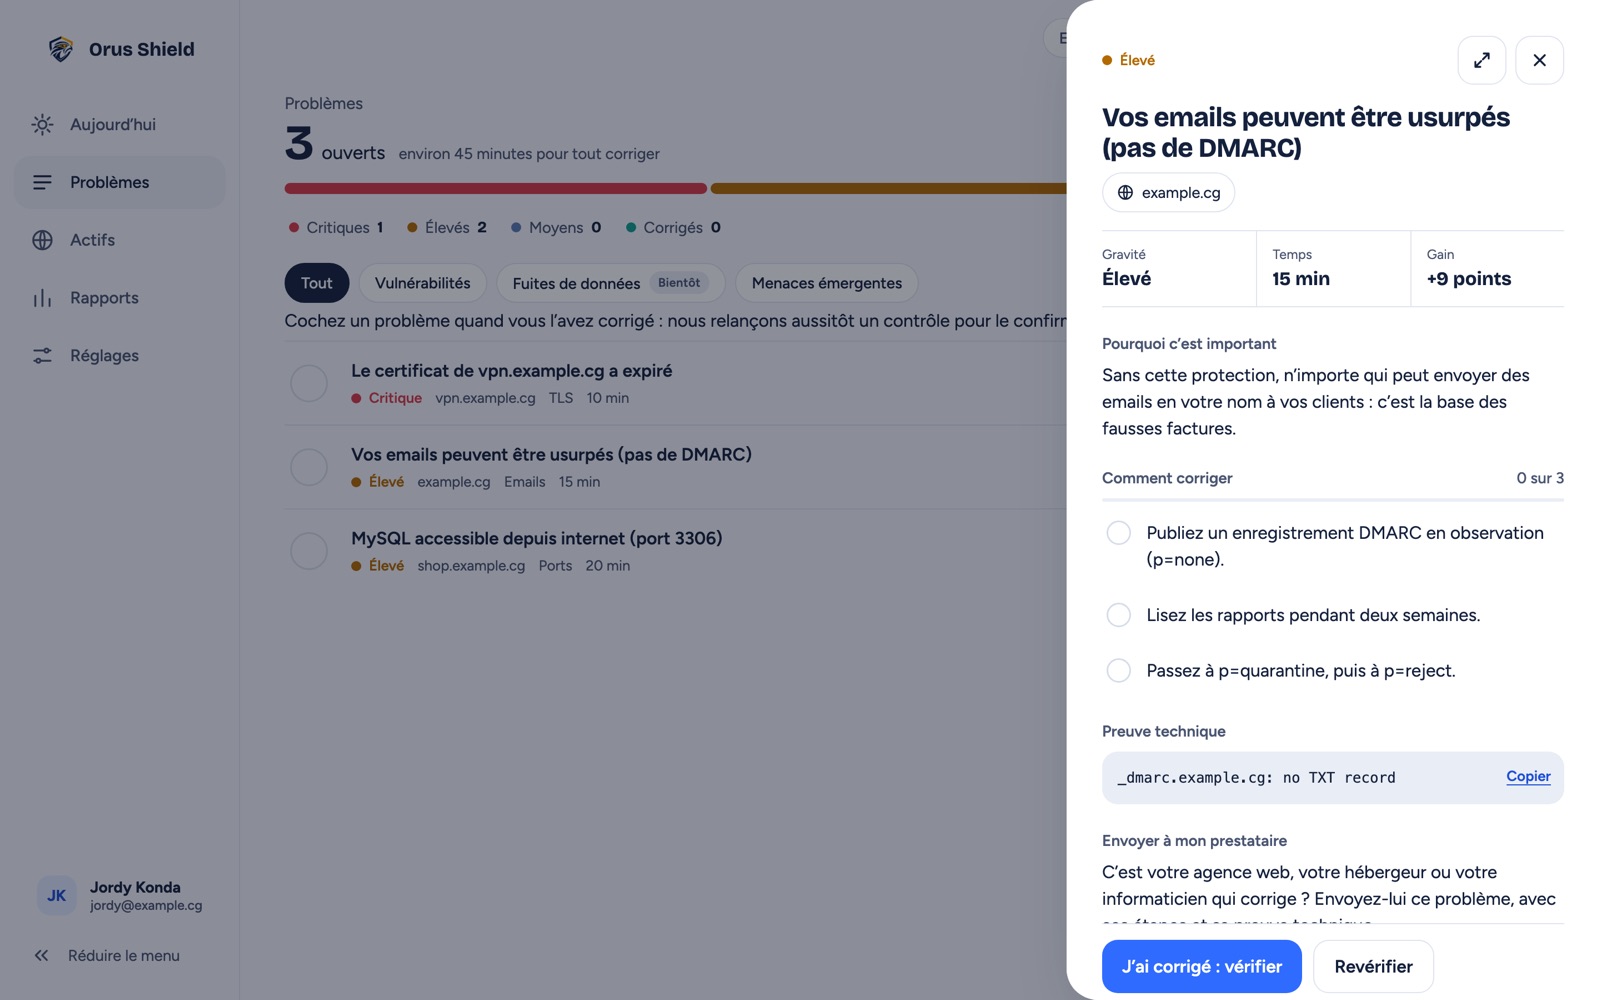 Orus Shield
Aujourd’hui
Problèmes
Actifs
Rapports
Réglages
JK
Jordy Konda
jordy@example.cg
Réduire le menu
Problèmes
3 ouverts environ 45 minutes pour tout corriger
Critiques 1 Élevés 2 Moyens 0 Corrigés 0
Tout Vulnérabilités Fuites de données Bientôt Menaces émergentes
Cochez un problème quand vous l’avez corrigé : nous relançons aussitôt un contrôle pour le
Le certificat de vpn.example.cg a expiré
Critique vpn.example.cg TLS 10 min
Vos emails peuvent être usurpés (pas de DMARC)
Élevé example.cg Emails 15 min
MySQL accessible depuis internet (port 3306)
Élevé shop.example.cg Ports 20 min
Élevé
Vos emails peuvent être usurpés
(pas de DMARC)
example.cg
Gravité Temps Gain
Élevé 15 min +9 points
Pourquoi c’est important
Sans cette protection, n’importe qui peut envoyer des
emails en votre nom à vos clients : c’est la base des
fausses factures.
Comment corriger 0 sur 3
Publiez un enregistrement DMARC en observation
(p=none).
Lisez les rapports pendant deux semaines.
Passez à p=quarantine, puis à p=reject.
Preuve technique
_dmarc.example.cg: no TXT record Copier
Envoyer à mon prestataire
C’est votre agence web, votre hébergeur ou votre
informaticien qui corrige ? Envoyez-lui ce problème, avec
J’ai corrigé : vérifier Revérifier